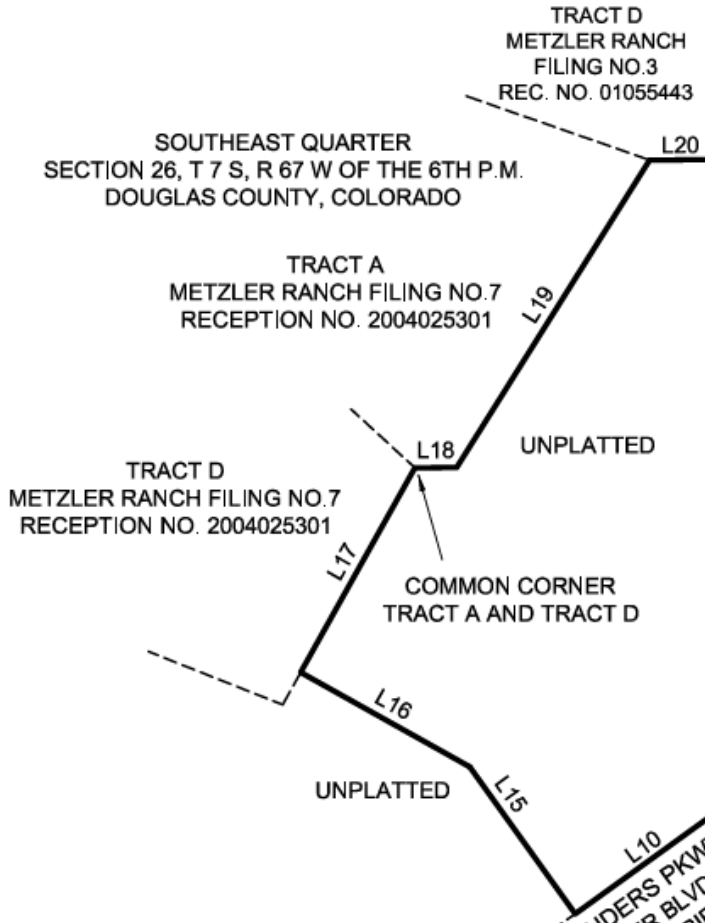 TRACT D
METZLER RANCH
FILING NO.3
REC. NO. 01055443
L20
SOUTHEAST QUARTER
SECTION 26, T 7 S, R 67 W OF THE 6TH P.M.
DOUGLAS COUNTY, COLORADO
TRACT A
METZLER RANCH FILING NO.7
RECEPTION NO. 2004025301
L19
L18
UNPLATTED
TRACT D
METZLER RANCH FILING NO.7
RECEPTION NO. 2004025301
L17
COMMON CORNER
TRACT A AND TRACT D
L16
UNPLATTED
L15
L10
BLVD